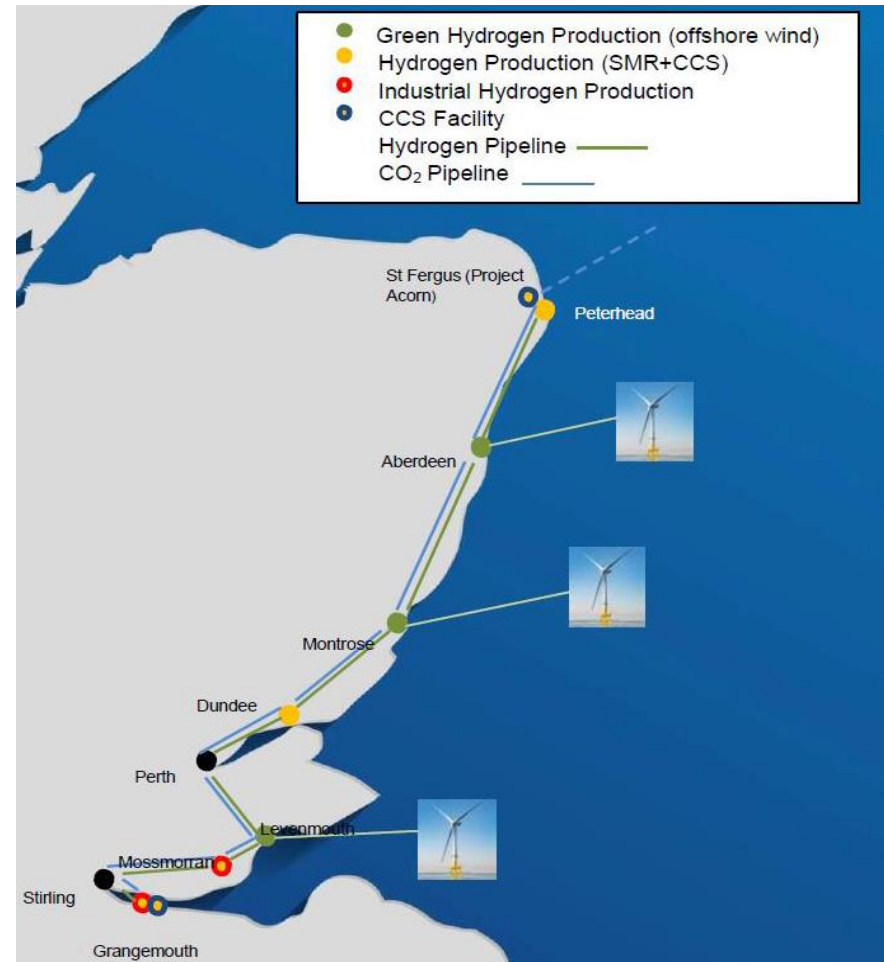 Green Hydrogen Production (offshore wind)
Hydrogen Production (SMR+CCS)
Industrial Hydrogen Production
CCS Facility
Hydrogen Pipeline
CO₂ Pipeline
St Fergus (Project
Acorn)
Peterhead
Aberdeen
Montrose
Dundee
Perth
Levenmouth
Mossmorran
Stirling
Grangemouth